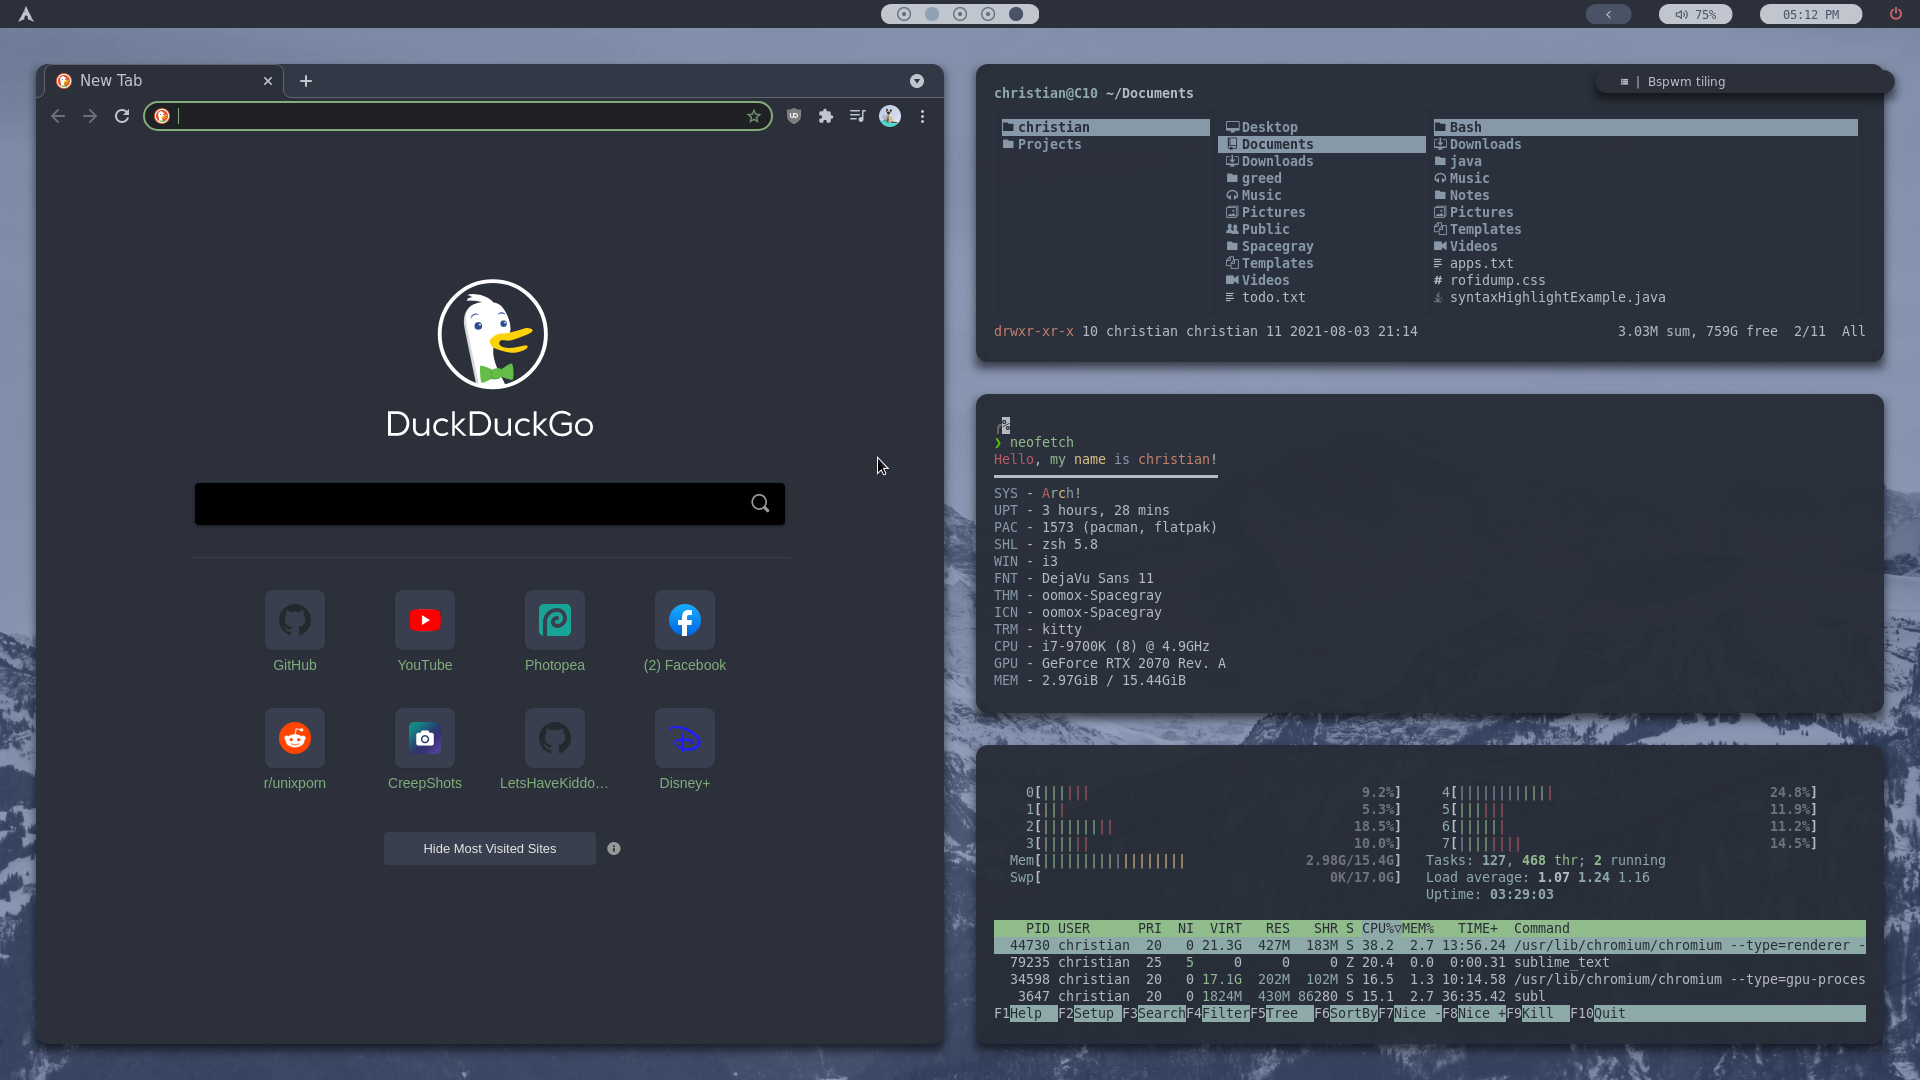 75%
05:12 PM
New Tab
DuckDuckGo
GitHub
YouTube
Photopea
(2) Facebook
r/unixporn
CreepShots
LetsHaveKiddo...
Disney+
Hide Most Visited Sites
| Bspwm tiling
christian@C10 ~/Documents
christian
Projects
Desktop
Documents
Downloads
greed
Music
Pictures
Public
Spacegray
Templates
Videos
todo.txt
Bash
Downloads
java
Music
Notes
Pictures
Templates
Videos
apps.txt
rofidump.css
syntaxHighlightExample.java
drwxr-xr-x 10 christian christian 11 2021-08-03 21:14 3.03M sum, 759G free 2/11 All
❯ neofetch
Hello, my name is christian!
SYS - Arch!
UPT - 3 hours, 28 mins
PAC - 1573 (pacman, flatpak)
SHL - zsh 5.8
WIN - i3
FNT - DejaVu Sans 11
THM - oomox-Spacegray
ICN - oomox-Spacegray
TRM - kitty
CPU - i7-9700K (8) @ 4.9GHz
GPU - GeForce RTX 2070 Rev. A
MEM - 2.97GiB / 15.44GiB
0[|||||| 9.2%] 4[|||||||||||| 24.8%]
1[||| 5.3%] 5[|||||| 11.9%]
2[||||||||| 18.5%] 6[|||||| 11.2%]
3[|||||| 10.0%] 7[|||||||| 14.5%]
Mem[|||||||||||||||||| 2.98G/15.4G] Tasks: 127, 468 thr; 2 running
Swp[ 0K/17.0G] Load average: 1.07 1.24 1.16
Uptime: 03:29:03
PID USER PRI NI VIRT RES SHR S CPU%▽MEM% TIME+ Command
44730 christian 20 0 21.3G 427M 183M S 38.2 2.7 13:56.24 /usr/lib/chromium/chromium --type=renderer -
79235 christian 25 5 0 0 0 Z 20.4 0.0 0:00.31 sublime_text
34598 christian 20 0 17.1G 202M 102M S 16.5 1.3 10:14.58 /usr/lib/chromium/chromium --type=gpu-proces
3647 christian 20 0 1824M 430M 86280 S 15.1 2.7 36:35.42 subl
F1Help F2Setup F3SearchF4FilterF5Tree F6SortByF7Nice -F8Nice +F9Kill F10Quit